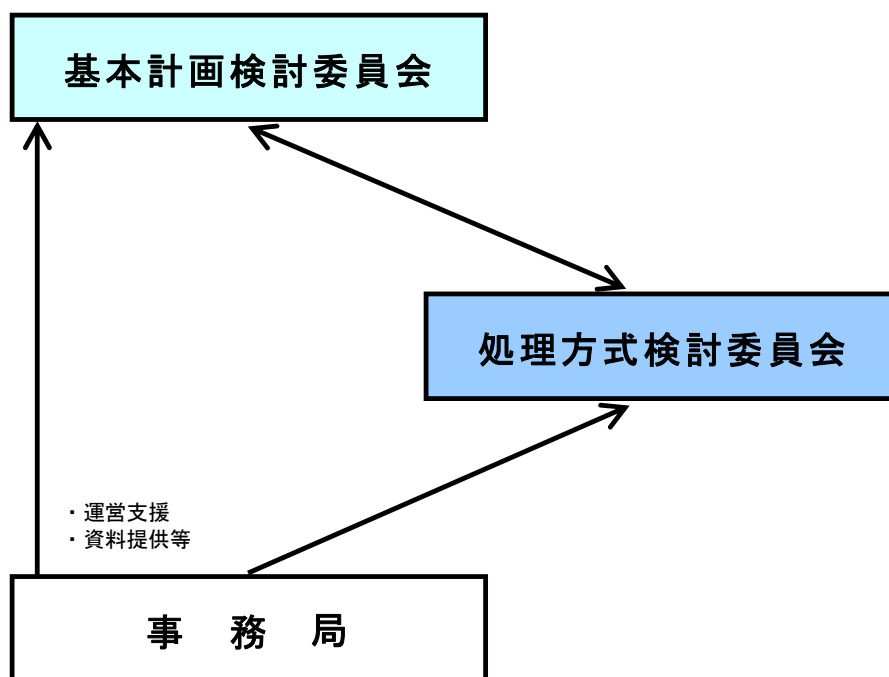 基本計画検討委員会
処理方式検討委員会
・運営支援
・資料提供等
事　務　局